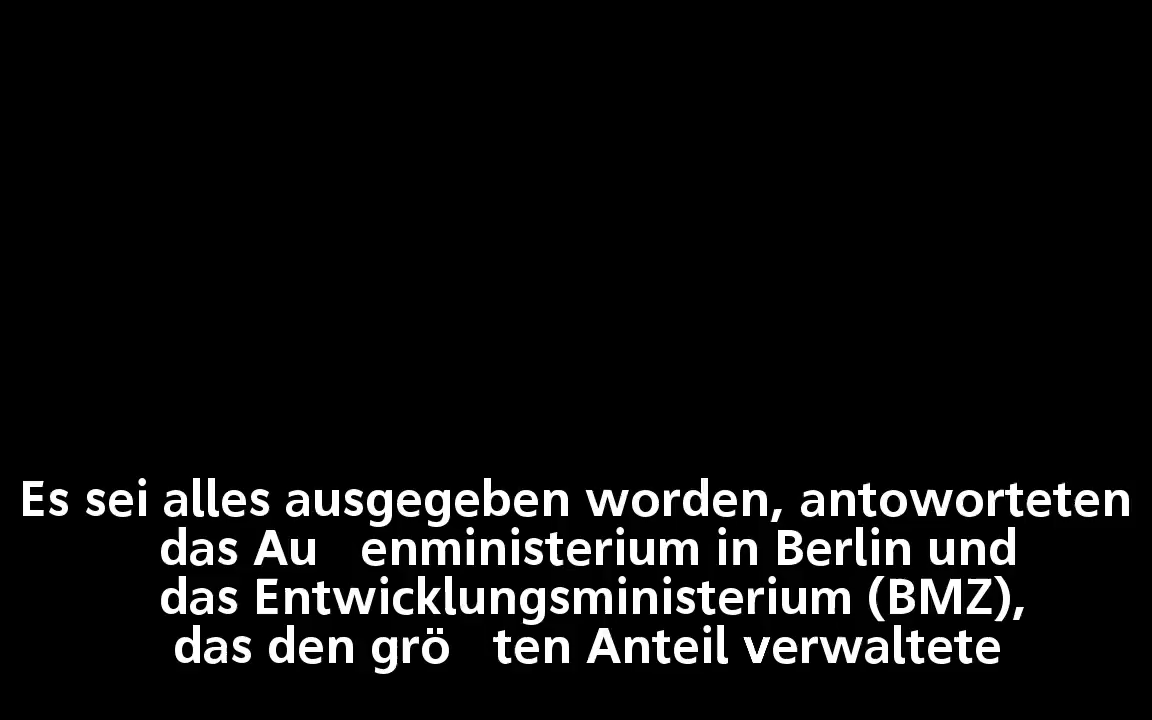 Es sei alles ausgegeben worden, antoworteten
das Au   enministerium in Berlin und
das Entwicklungsministerium (BMZ),
das den grö   ten Anteil verwaltete